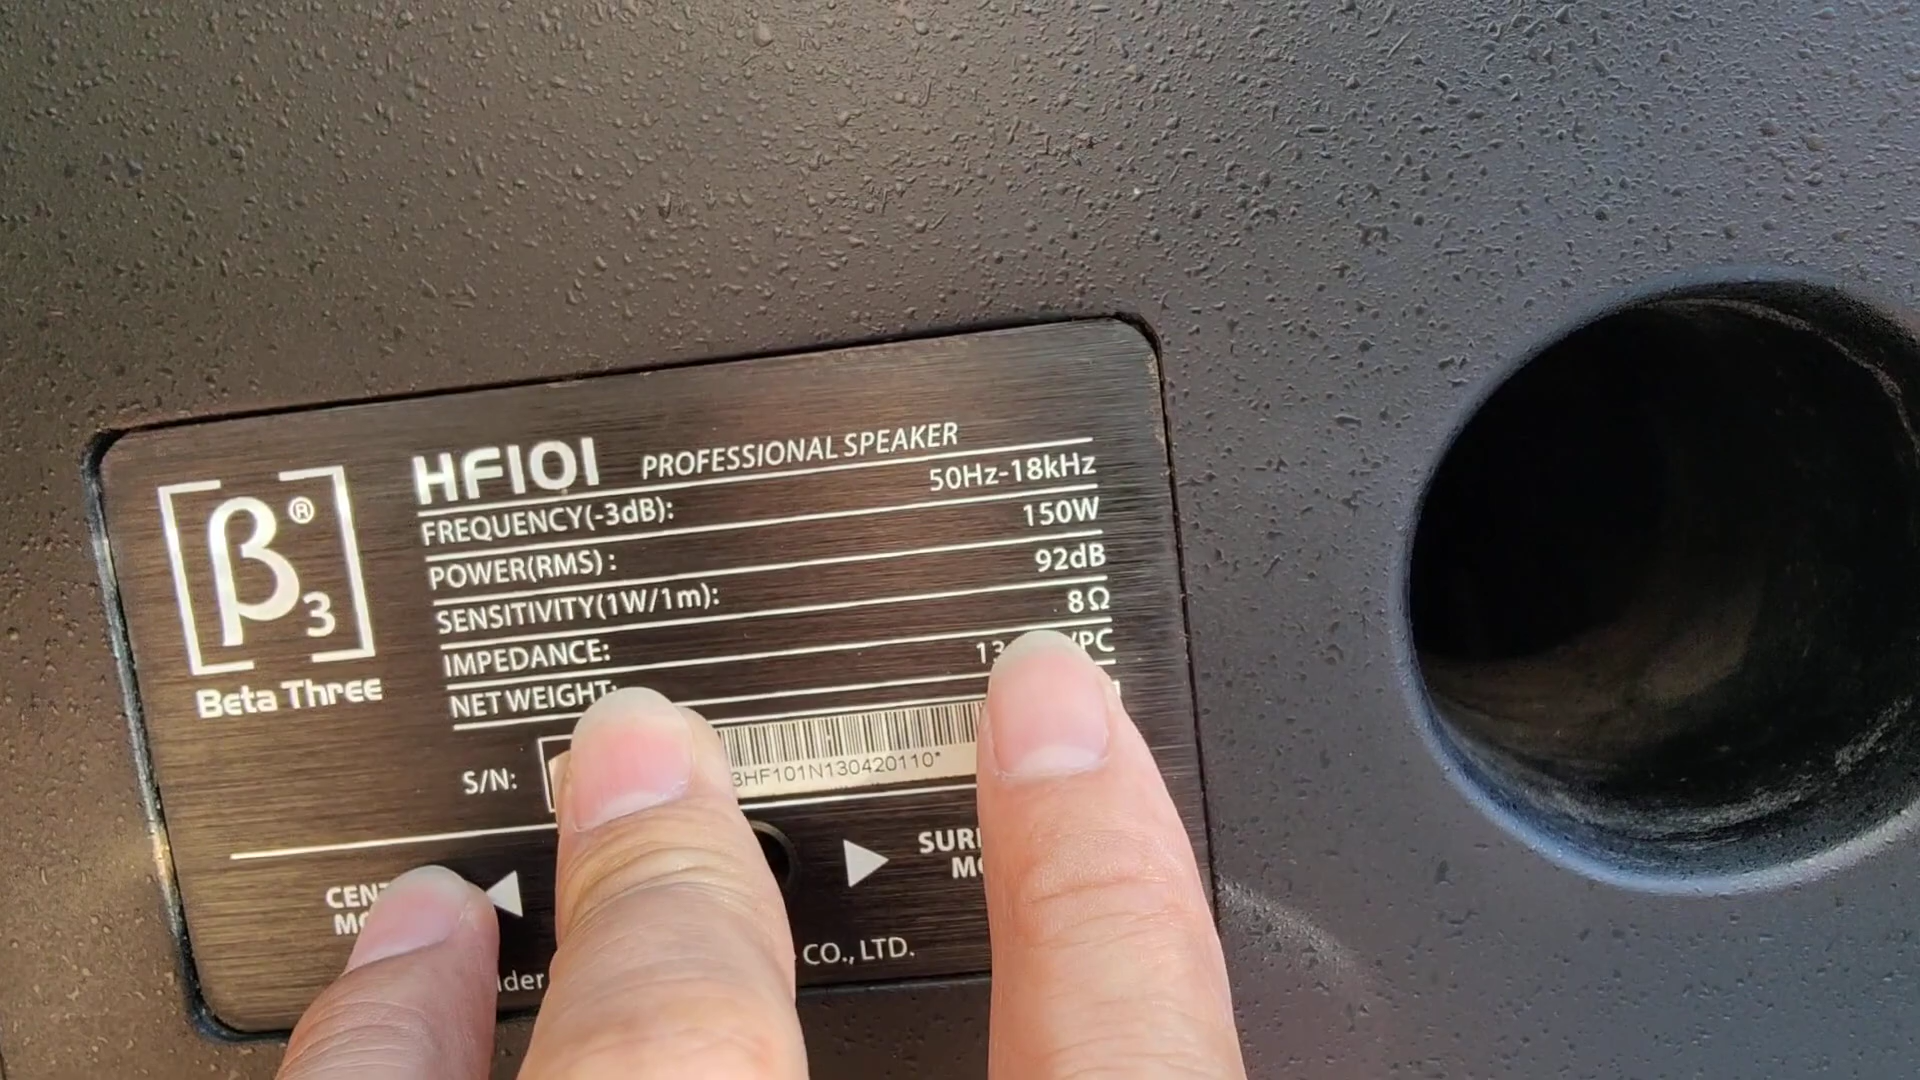 HF101 PROFESSIONAL SPEAKER
FREQUENCY(-3dB): 50Hz-18kHz
POWER(RMS): 150W
SENSITIVITY(1W/1m): 92dB
IMPEDANCE: 8Ω
NET WEIGHT: /PC
β®3
Beta Three
S/N:
3HF101N130420110*
CO., LTD.